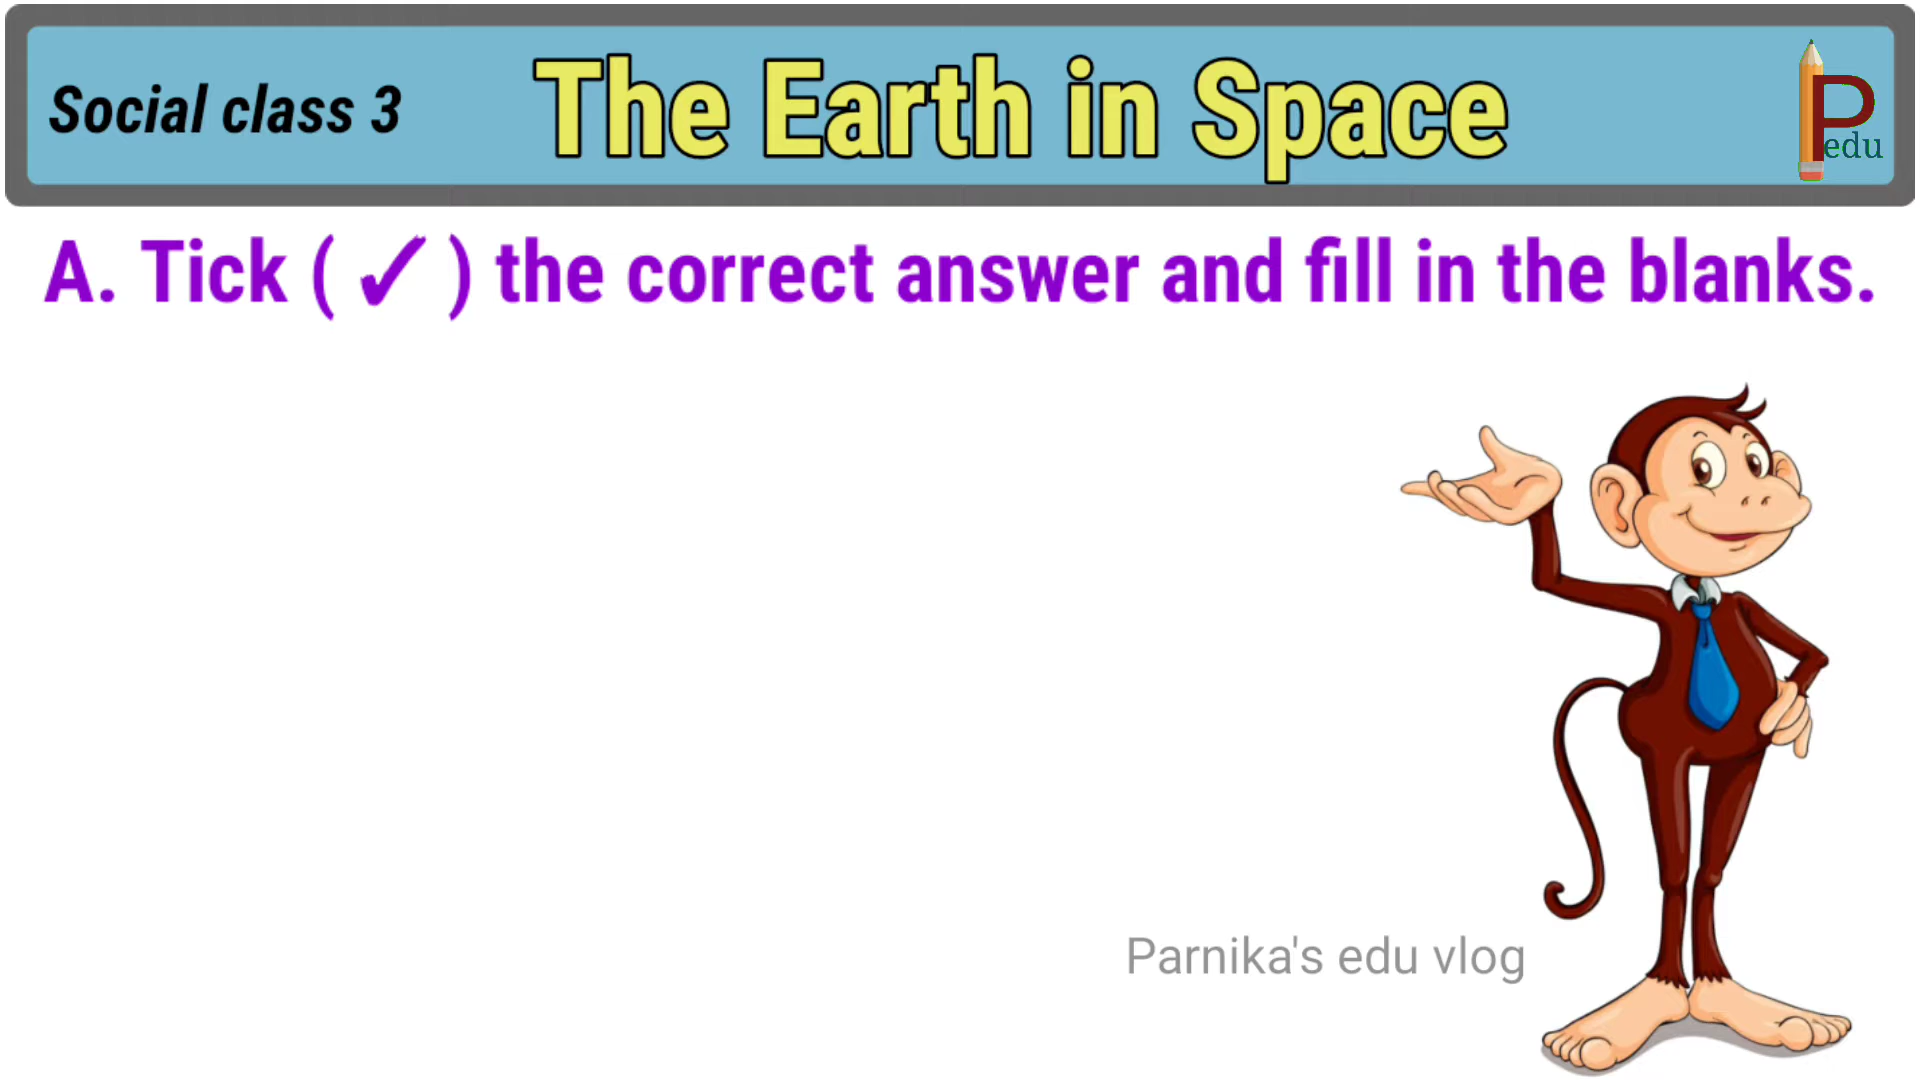 Social class 3
The Earth in Space
P
edu
A. Tick ( ✓ ) the correct answer and fill in the blanks.
Parnika's edu vlog